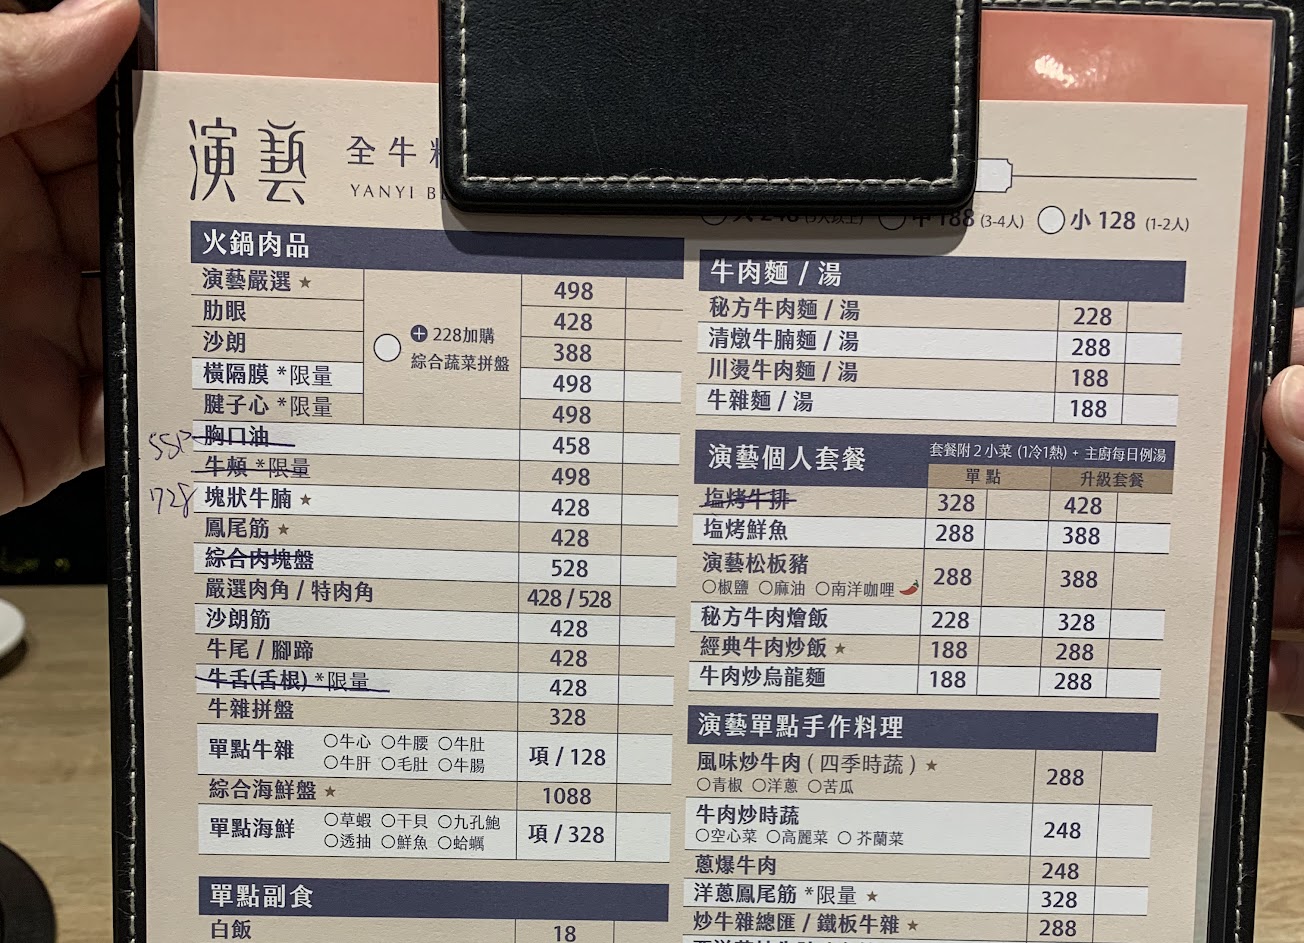 演藝 全牛料
YANYI B
中 188 (3-4人) 小 128 (1-2人)
火鍋肉品
演藝嚴選 ★ 498
肋眼 428
沙朗 388
橫隔膜 *限量 498
腱子心 *限量 498
⊕ 228加購
綜合蔬菜拼盤
胸口油 458
牛頰 *限量 498
728 塊狀牛腩 ★ 428
鳳尾筋 ★ 428
綜合肉塊盤 528
嚴選肉角 / 特肉角 428 / 528
沙朗筋 428
牛尾 / 腳蹄 428
牛舌(舌根) *限量 428
牛雜拼盤 328
單點牛雜 ○牛心 ○牛腰 ○牛肚 項 / 128
○牛肝 ○毛肚 ○牛腸
綜合海鮮盤 ★ 1088
單點海鮮 ○草蝦 ○干貝 ○九孔鮑 項 / 328
○透抽 ○鮮魚 ○蛤蠣
單點副食
白飯 18
牛肉麵 / 湯
秘方牛肉麵 / 湯 228
清燉牛腩麵 / 湯 288
川燙牛肉麵 / 湯 188
牛雜麵 / 湯 188
演藝個人套餐 套餐附 2 小菜 (1冷1熱) + 主廚每日例湯
單點 升級套餐
塩烤牛排 328 428
塩烤鮮魚 288 388
演藝松板豬 288 388
○椒鹽 ○麻油 ○南洋咖哩
秘方牛肉燴飯 228 328
經典牛肉炒飯 ★ 188 288
牛肉炒烏龍麵 188 288
演藝單點手作料理
風味炒牛肉 ( 四季時蔬 ) ★ 288
○青椒 ○洋蔥 ○苦瓜
牛肉炒時蔬 248
○空心菜 ○高麗菜 ○芥蘭菜
蔥爆牛肉 248
洋蔥鳳尾筋 *限量 ★ 328
炒牛雜總匯 / 鐵板牛雜 ★ 288